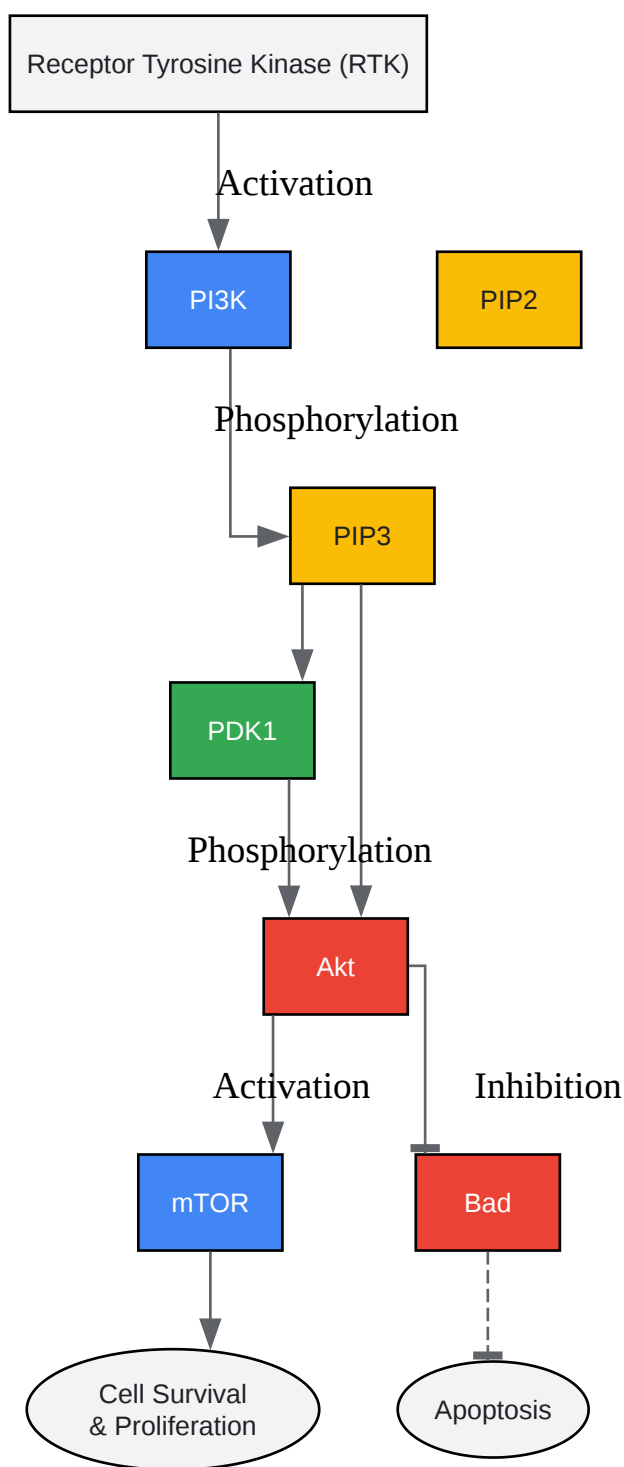 Receptor Tyrosine Kinase (RTK)
Activation
PI3K
PIP2
Phosphorylation
PIP3
PDK1
Phosphorylation
Akt
Activation
Inhibition
mTOR
Bad
Cell Survival
& Proliferation
Apoptosis